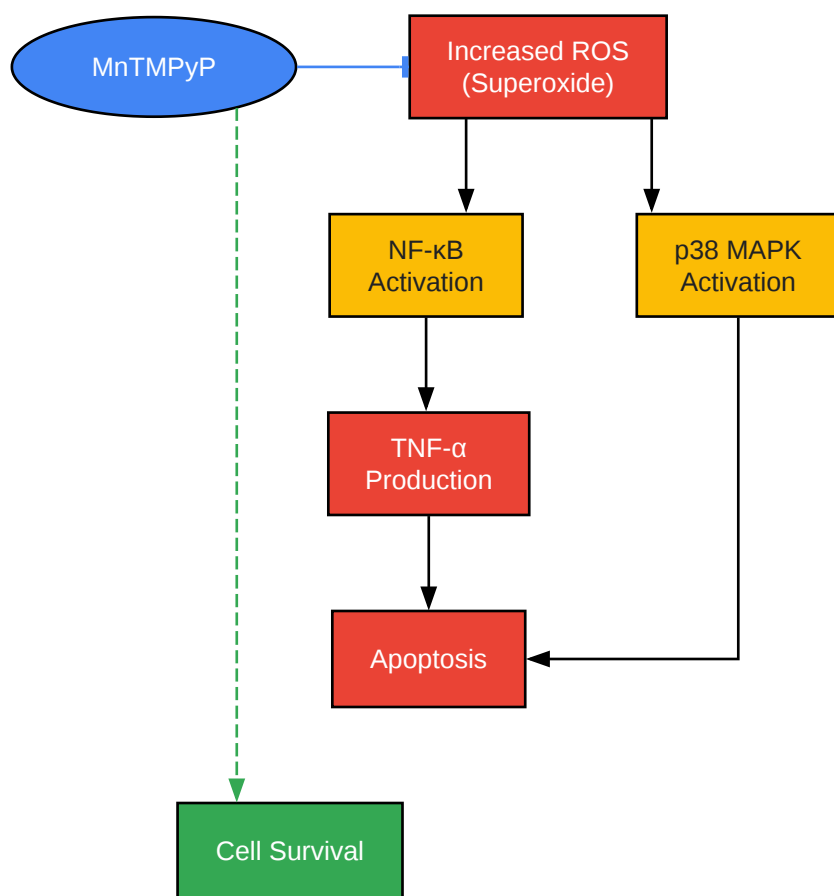 MnTMPyP
Increased ROS
(Superoxide)
NF-κB
Activation
p38 MAPK
Activation
TNF-α
Production
Apoptosis
Cell Survival